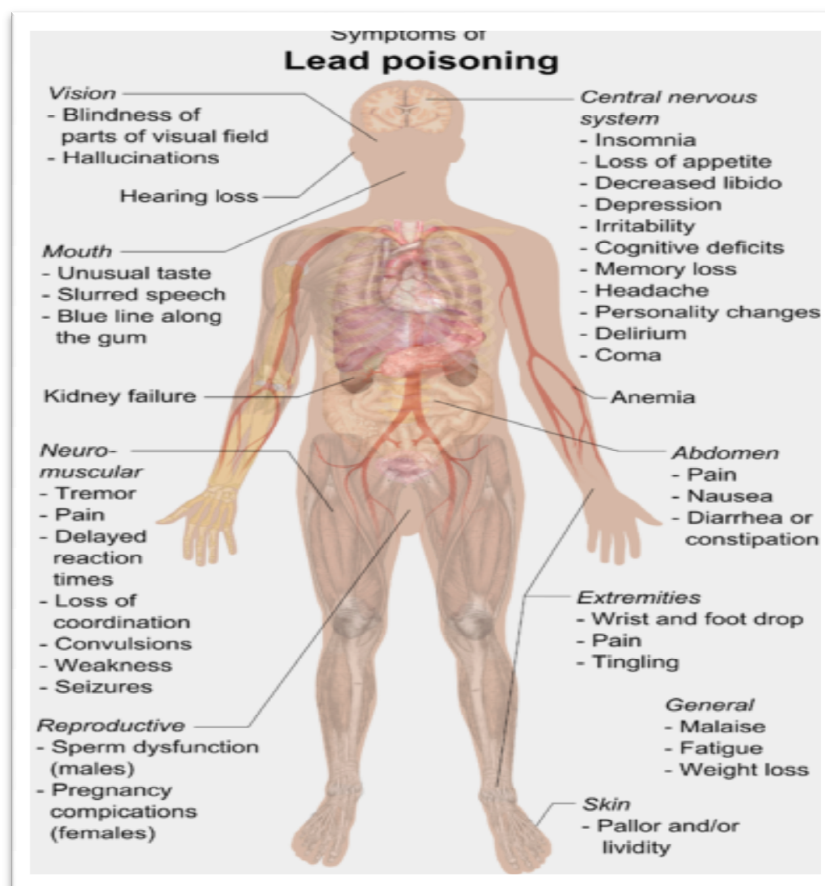 Symptoms of
Lead poisoning
Vision
- Blindness of
parts of visual field
- Hallucinations
Hearing loss
Mouth
- Unusual taste
- Slurred speech
- Blue line along
the gum
Kidney failure
Neuro-
muscular
- Tremor
- Pain
- Delayed
reaction
times
- Loss of
coordination
- Convulsions
- Weakness
- Seizures
Reproductive
- Sperm dysfunction
(males)
- Pregnancy
compications
(females)
Central nervous
system
- Insomnia
- Loss of appetite
- Decreased libido
- Depression
- Irritability
- Cognitive deficits
- Memory loss
- Headache
- Personality changes
- Delirium
- Coma
Anemia
Abdomen
- Pain
- Nausea
- Diarrhea or
constipation
Extremities
- Wrist and foot drop
- Pain
- Tingling
General
- Malaise
- Fatigue
- Weight loss
Skin
- Pallor and/or
lividity